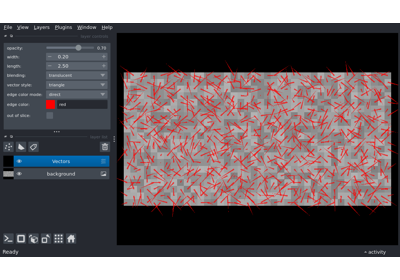 File View Layers Plugins Window Help
opacity: 0.70
width: 0.20
length: 2.50
blending: translucent
vector style: triangle
edge color mode: direct
edge color: red
out of slice:
Vectors
background
Ready
activity